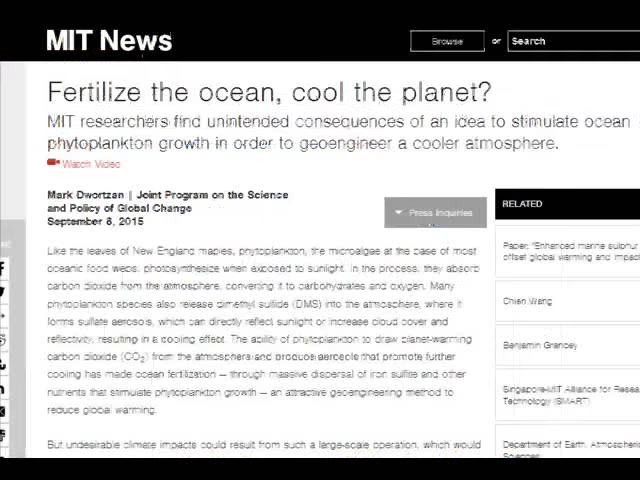 MIT News
Browse or Search
Fertilize the ocean, cool the planet?
MIT researchers find unintended consequences of an idea to stimulate ocean
phytoplankton growth in order to geoengineer a cooler atmosphere.
Watch Video
Mark Dwortzan | Joint Program on the Science
and Policy of Global Change
September 8, 2015
Press Inquiries
Like the leaves of New England maples, phytoplankton, the microalgae at the base of most
oceanic food webs, photosynthesize when exposed to sunlight. In the process, they absorb
carbon dioxide from the atmosphere, converting it to carbohydrates and oxygen. Many
phytoplankton species also release dimethyl sulfide (DMS) into the atmosphere, where it
forms sulfate aerosols, which can directly reflect sunlight or increase cloud cover and
reflectivity, resulting in a cooling effect. The ability of phytoplankton to draw planet-warming
carbon dioxide (CO2) from the atmosphere and produce aerosols that promote further
cooling has made ocean fertilization — through massive dispersal of iron sulfite and other
nutrients that stimulate phytoplankton growth — an attractive geoengineering method to
reduce global warming.
But undesirable climate impacts could result from such a large-scale operation, which would
RELATED
Paper: "Enhanced marine sulphur
offset global warming and impact
Chien Wang
Benjamin Grandey
Singapore-MIT Alliance for Resea
Technology (SMART)
Department of Earth, Atmospheric
Sciences